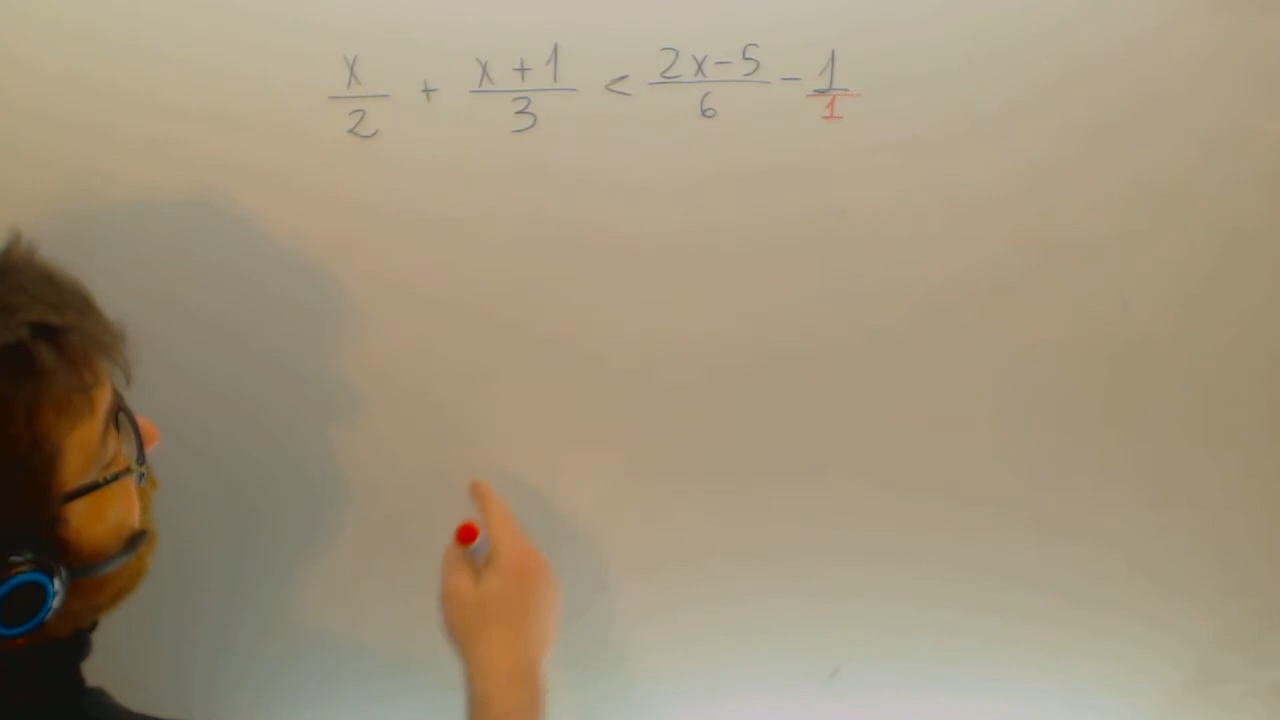 x/2 + (x+1)/3 < (2x-5)/6 - 1/1